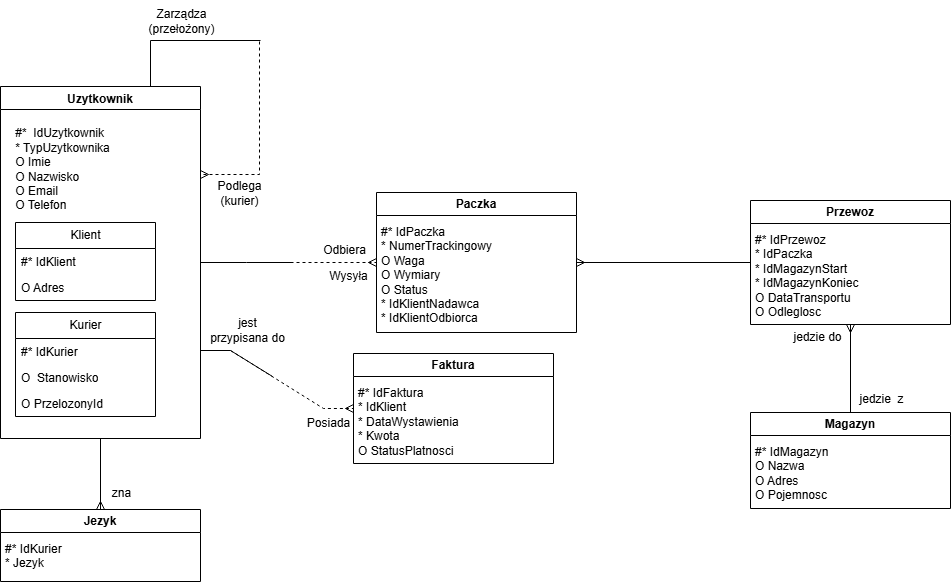 Zarządza
(przełożony)
Uzytkownik
#* IdUzytkownik
* TypUzytkownika
O Imie
O Nazwisko
O Email
O Telefon
Klient
#* IdKlient
O Adres
Kurier
#* IdKurier
O Stanowisko
O PrzelozonyId
Podlega
(kurier)
Odbiera
Wysyła
Paczka
#* IdPaczka
* NumerTrackingowy
O Waga
O Wymiary
O Status
* IdKlientNadawca
* IdKlientOdbiorca
Przewoz
#* IdPrzewoz
* IdPaczka
* IdMagazynStart
* IdMagazynKoniec
O DataTransportu
O Odleglosc
jest
przypisana do
Posiada
Faktura
#* IdFaktura
* IdKlient
* DataWystawienia
* Kwota
O StatusPlatnosci
jedzie do
jedzie z
Magazyn
#* IdMagazyn
O Nazwa
O Adres
O Pojemnosc
zna
Jezyk
#* IdKurier
* Jezyk